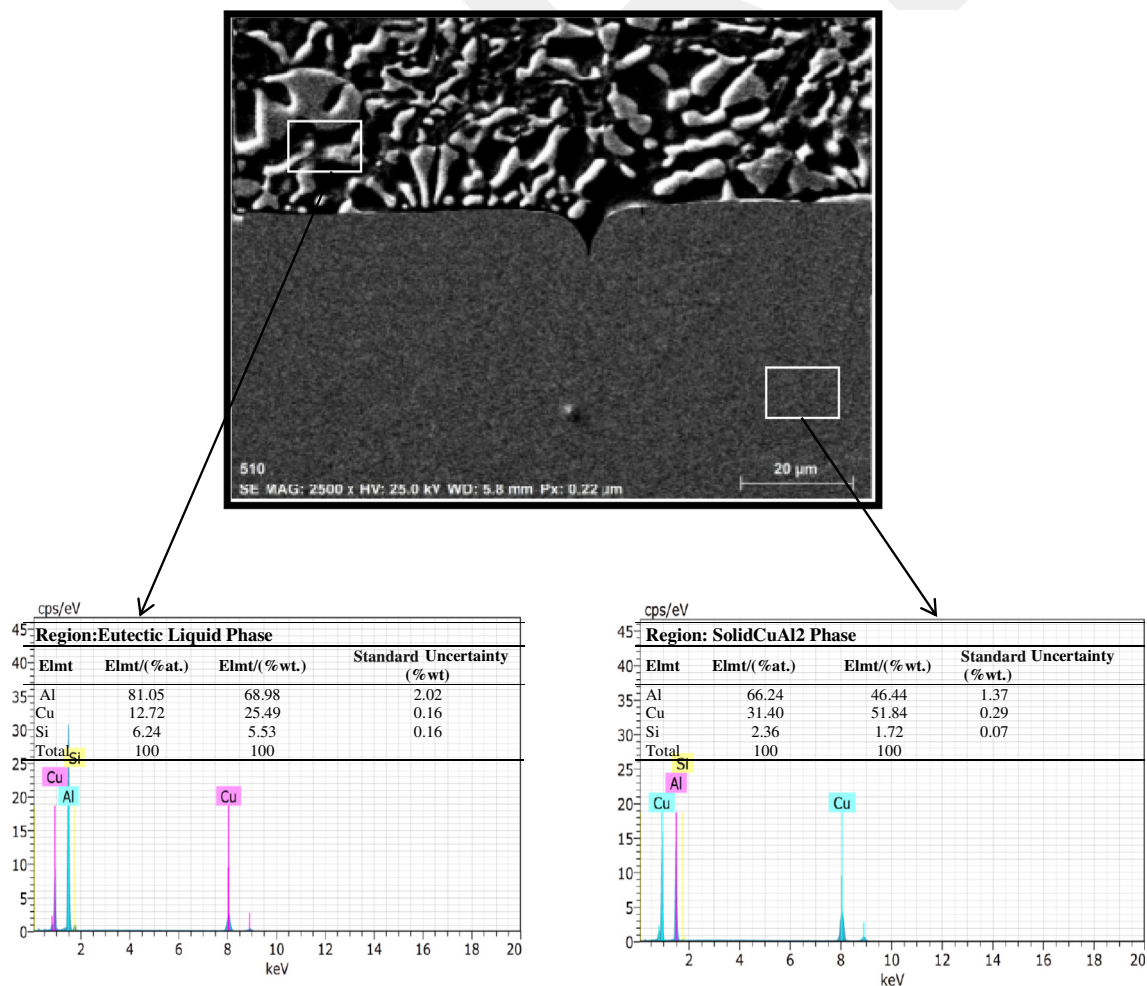 510
20 µm
SE MAG: 2500 x HV: 25.0 kV WD: 5.8 mm Px: 0.22 µm
cps/eV
45
40
35
30
25
20
15
10
5
0
Region:Eutectic Liquid Phase
Elmt Elmt/(%at.) Elmt/(%wt.) Standard Uncertainty (%wt)
Al 81.05 68.98 2.02
Cu 12.72 25.49 0.16
Si 6.24 5.53 0.16
Total 100 100
Si
Cu
Al
Cu
2 4 6 8 10 12 14 16 18 20
keV
cps/eV
45
40
35
30
25
20
15
10
5
0
Region: SolidCuAl2 Phase
Elmt Elmt/(%at.) Elmt/(%wt.) Standard Uncertainty (%wt.)
Al 66.24 46.44 1.37
Cu 31.40 51.84 0.29
Si 2.36 1.72 0.07
Total 100 100
Si
Al
Cu
Cu
2 4 6 8 10 12 14 16 18 20
keV